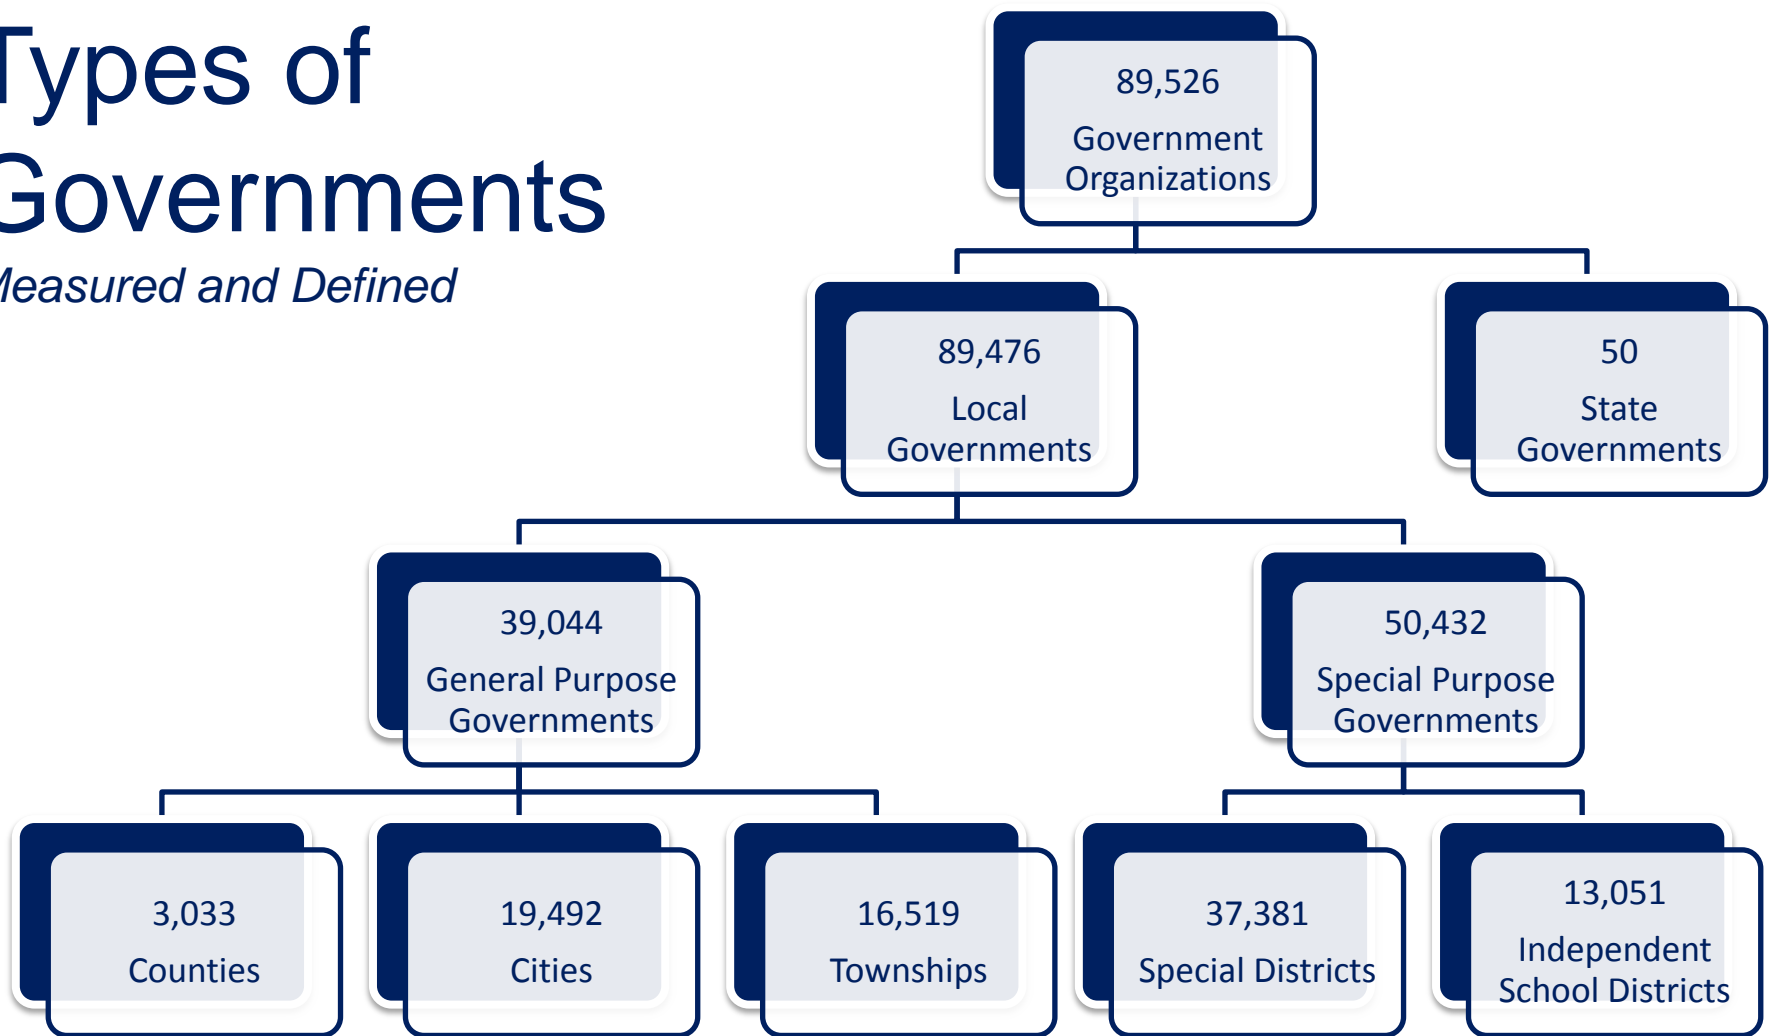 Types of
Governments
Measured and Defined
89,526
Government
Organizations
89,476
Local
Governments
50
State
Governments
39,044
General Purpose
Governments
50,432
Special Purpose
Governments
3,033
Counties
19,492
Cities
16,519
Townships
37,381
Special Districts
13,051
Independent
School Districts